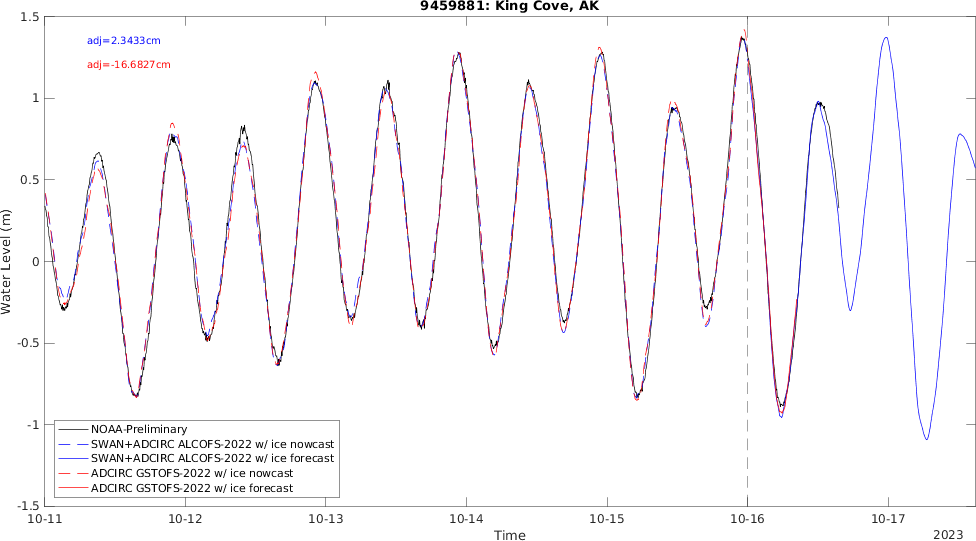 9459881: King Cove, AK
adj=2.3433cm
adj=-16.6827cm
1.5
1
0.5
0
-0.5
-1
-1.5
Water Level (m)
NOAA-Preliminary
SWAN+ADCIRC ALCOFS-2022 w/ ice nowcast
SWAN+ADCIRC ALCOFS-2022 w/ ice forecast
ADCIRC GSTOFS-2022 w/ ice nowcast
ADCIRC GSTOFS-2022 w/ ice forecast
10-11 10-12 10-13 10-14 10-15 10-16 10-17
Time
2023